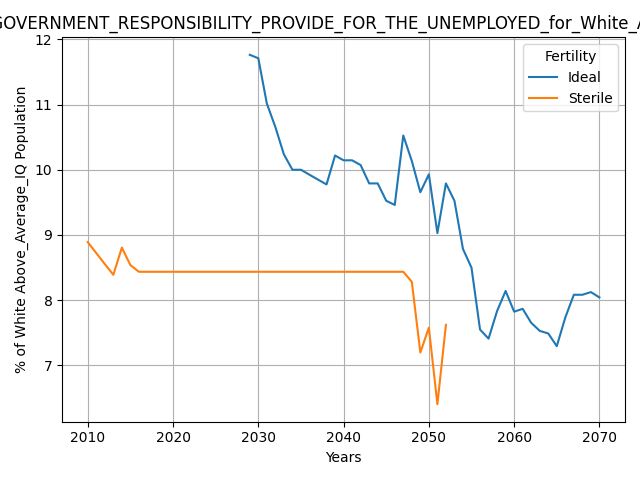 GOVERNMENT_RESPONSIBILITY_PROVIDE_FOR_THE_UNEMPLOYED_for_White_A
Fertility
Ideal
Sterile
% of White Above_Average_IQ Population
12
11
10
9
8
7
2010 2020 2030 2040 2050 2060 2070
Years